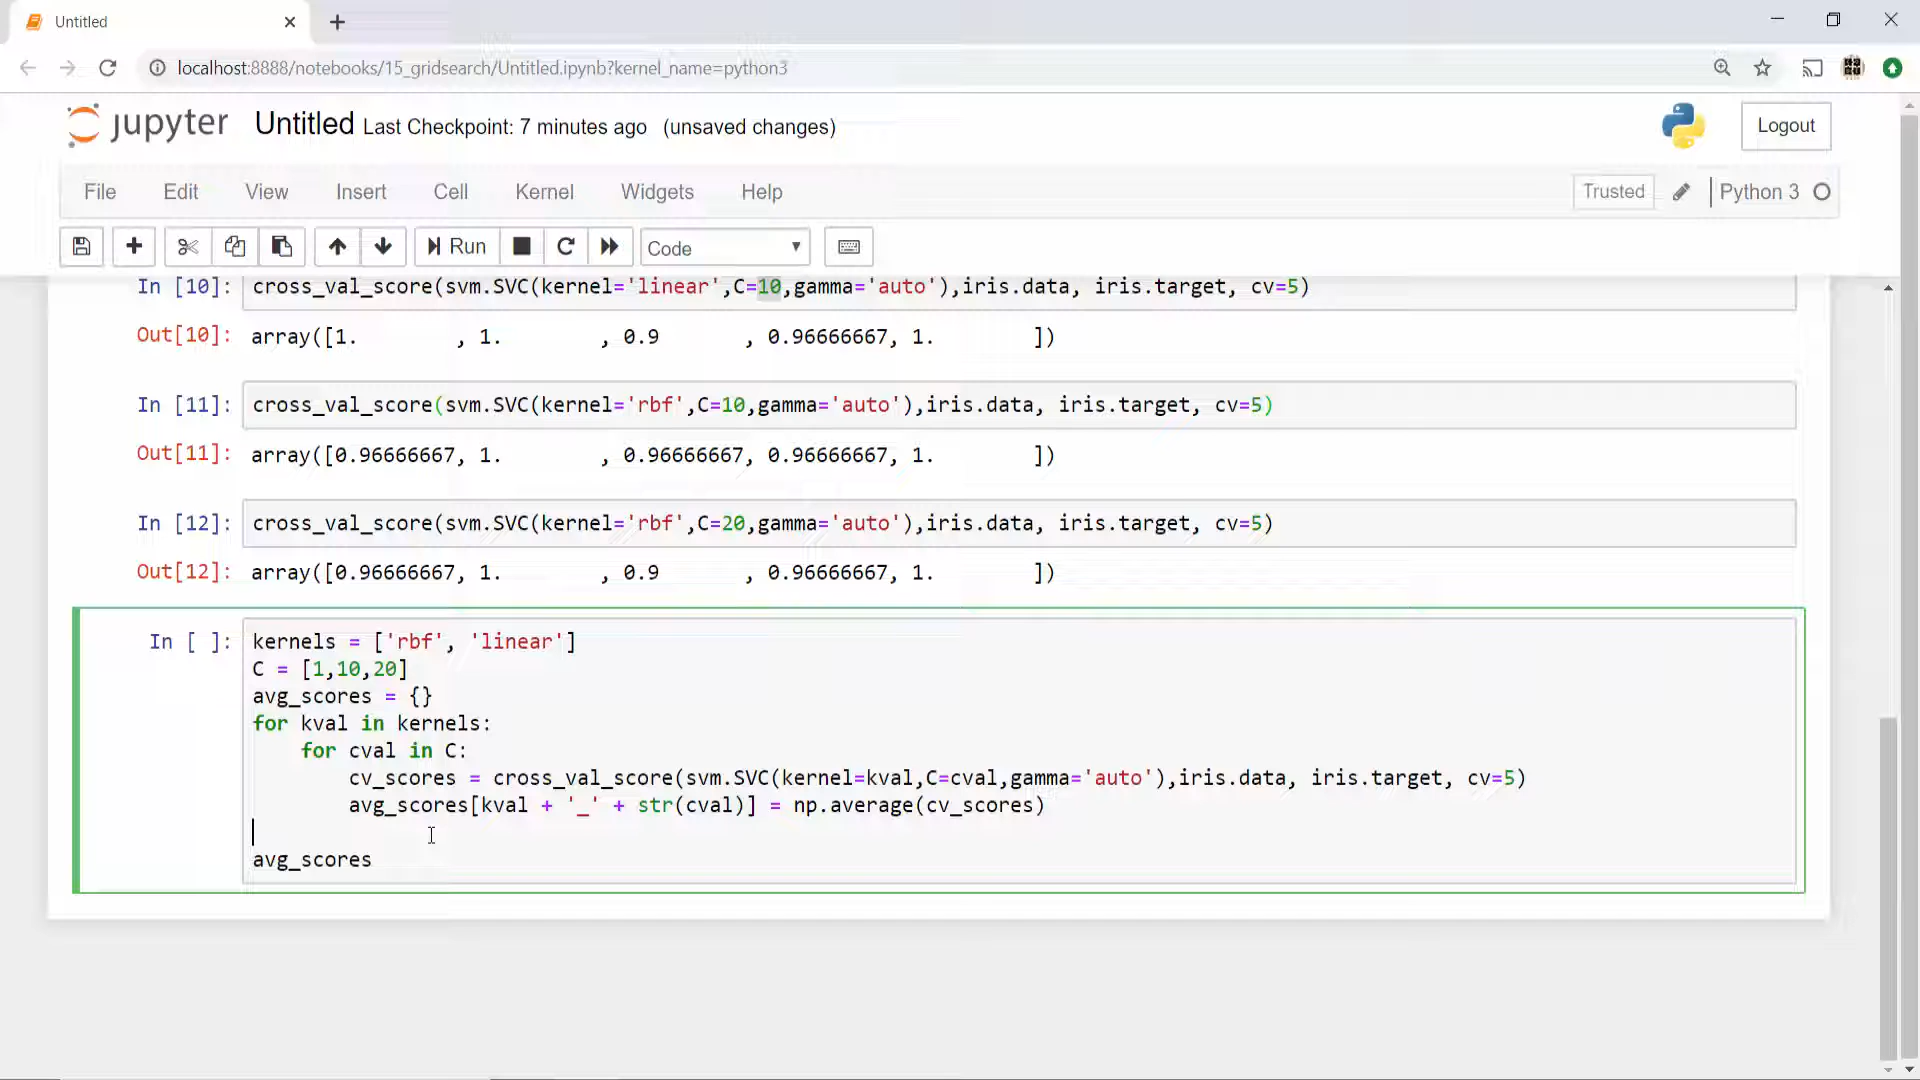 Untitled
localhost:8888/notebooks/15_gridsearch/Untitled.ipynb?kernel_name=python3
jupyter Untitled Last Checkpoint: 7 minutes ago (unsaved changes)
Logout
File Edit View Insert Cell Kernel Widgets Help
Trusted Python 3
Run Code
In [10]: cross_val_score(svm.SVC(kernel='linear',C=10,gamma='auto'),iris.data, iris.target, cv=5)
Out[10]: array([1. , 1. , 0.9 , 0.96666667, 1. ])
In [11]: cross_val_score(svm.SVC(kernel='rbf',C=10,gamma='auto'),iris.data, iris.target, cv=5)
Out[11]: array([0.96666667, 1. , 0.96666667, 0.96666667, 1. ])
In [12]: cross_val_score(svm.SVC(kernel='rbf',C=20,gamma='auto'),iris.data, iris.target, cv=5)
Out[12]: array([0.96666667, 1. , 0.9 , 0.96666667, 1. ])
In [ ]: kernels = ['rbf', 'linear']
C = [1,10,20]
avg_scores = {}
for kval in kernels:
    for cval in C:
        cv_scores = cross_val_score(svm.SVC(kernel=kval,C=cval,gamma='auto'),iris.data, iris.target, cv=5)
        avg_scores[kval + '_' + str(cval)] = np.average(cv_scores)
avg_scores